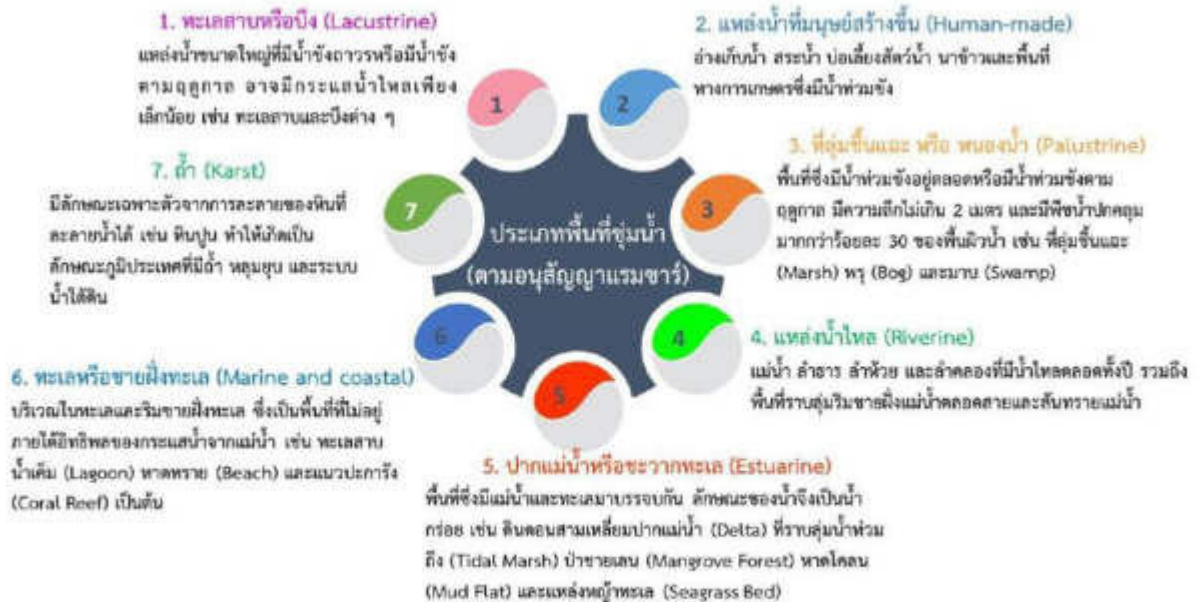 1. ทะเลสาบหรือบึง (Lacustrine)
แหล่งน้ำขนาดใหญ่ที่มีน้ำขังถาวรหรือมีน้ำขัง
ตามฤดูกาล อาจมีกระแสน้ำไหลเพียง
เล็กน้อย เช่น ทะเลสาบและบึงต่าง ๆ
1
2. แหล่งน้ำที่มนุษย์สร้างขึ้น (Human-made)
อ่างเก็บน้ำ สระน้ำ บ่อเลี้ยงสัตว์น้ำ นาข้าวและพื้นที่
ทางการเกษตรซึ่งมีน้ำท่วมขัง
2
3. ที่ลุ่มชื้นแฉะ หรือ หนองน้ำ (Palustrine)
พื้นที่ซึ่งมีน้ำท่วมขังอยู่ตลอดหรือมีน้ำท่วมขังตาม
ฤดูกาล มีความลึกไม่เกิน 2 เมตร และมีพืชน้ำปกคลุม
มากกว่าร้อยละ 30 ของพื้นผิวน้ำ เช่น ที่ลุ่มชื้นแฉะ
(Marsh) พรุ (Bog) และมาบ (Swamp)
3
4. แหล่งน้ำไหล (Riverine)
แม่น้ำ ลำธาร ลำห้วย และลำคลองที่มีน้ำไหลตลอดทั้งปี รวมถึง
พื้นที่ราบลุ่มริมชายฝั่งแม่น้ำตลอดสายและสันทรายแม่น้ำ
4
5. ปากแม่น้ำหรือชะวากทะเล (Estuarine)
พื้นที่ซึ่งมีแม่น้ำและทะเลมาบรรจบกัน ลักษณะของน้ำจึงเป็นน้ำ
กร่อย เช่น ดินดอนสามเหลี่ยมปากแม่น้ำ (Delta) ที่ราบลุ่มน้ำท่วม
ถึง (Tidal Marsh) ป่าชายเลน (Mangrove Forest) หาดโคลน
(Mud Flat) และแหล่งหญ้าทะเล (Seagrass Bed)
5
6. ทะเลหรือชายฝั่งทะเล (Marine and coastal)
บริเวณในทะเลและริมชายฝั่งทะเล ซึ่งเป็นพื้นที่ที่ไม่อยู่
ภายใต้อิทธิพลของกระแสน้ำจากแม่น้ำ เช่น ทะเลสาบ
น้ำเค็ม (Lagoon) หาดทราย (Beach) และแนวปะการัง
(Coral Reef) เป็นต้น
6
7. ถ้ำ (Karst)
มีลักษณะเฉพาะตัวจากการละลายของหินที่
ละลายน้ำได้ เช่น หินปูน ทำให้เกิดเป็น
ลักษณะภูมิประเทศที่มีถ้ำ หลุมยุบ และระบบ
น้ำใต้ดิน
7
ประเภทพื้นที่ชุ่มน้ำ
(ตามอนุสัญญาแรมซาร์)